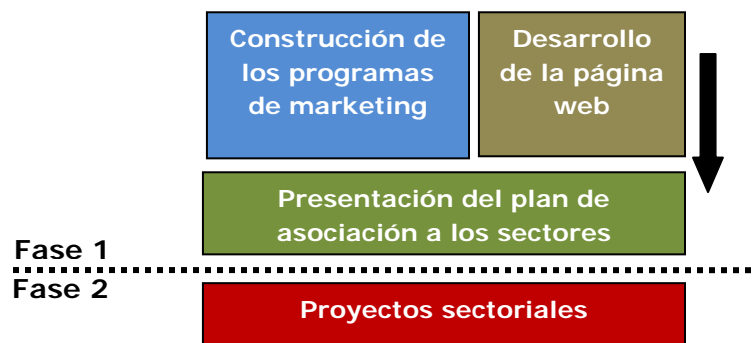 Construcción de
los programas
de marketing
Desarrollo
de la página
web
Presentación del plan de
asociación a los sectores
Fase 1
Fase 2
Proyectos sectoriales